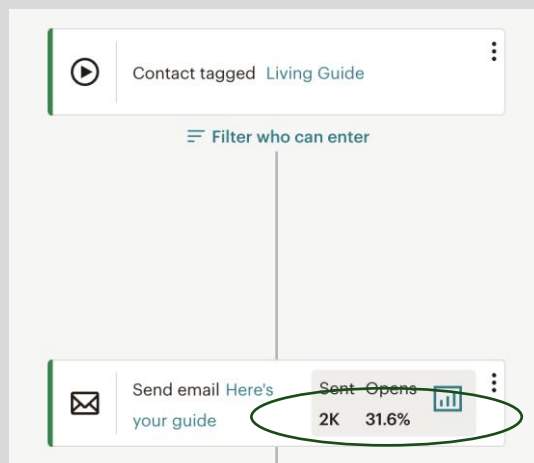 Contact tagged Living Guide
Filter who can enter
Send email Here's
your guide
Sent Opens
2K 31.6%